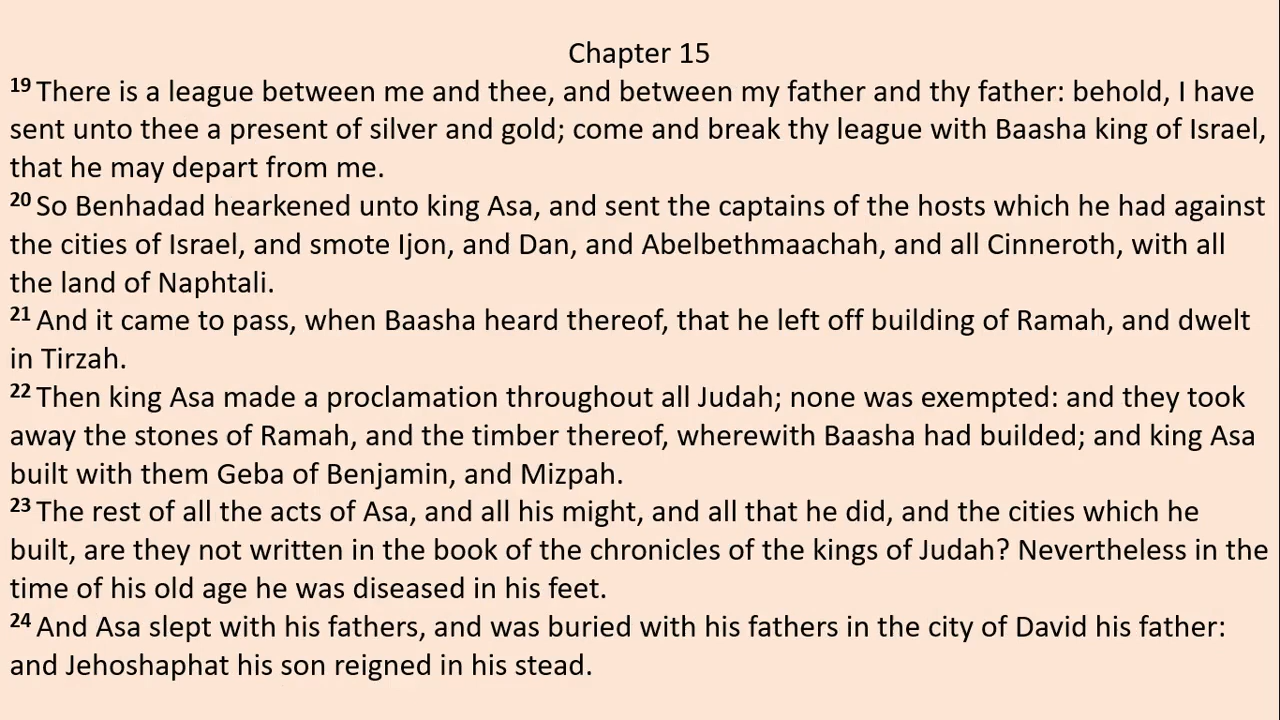 Chapter 15
19 There is a league between me and thee, and between my father and thy father: behold, I have
sent unto thee a present of silver and gold; come and break thy league with Baasha king of Israel,
that he may depart from me.
20 So Benhadad hearkened unto king Asa, and sent the captains of the hosts which he had against
the cities of Israel, and smote Ijon, and Dan, and Abelbethmaachah, and all Cinneroth, with all
the land of Naphtali.
21 And it came to pass, when Baasha heard thereof, that he left off building of Ramah, and dwelt
in Tirzah.
22 Then king Asa made a proclamation throughout all Judah; none was exempted: and they took
away the stones of Ramah, and the timber thereof, wherewith Baasha had builded; and king Asa
built with them Geba of Benjamin, and Mizpah.
23 The rest of all the acts of Asa, and all his might, and all that he did, and the cities which he
built, are they not written in the book of the chronicles of the kings of Judah? Nevertheless in the
time of his old age he was diseased in his feet.
24 And Asa slept with his fathers, and was buried with his fathers in the city of David his father:
and Jehoshaphat his son reigned in his stead.